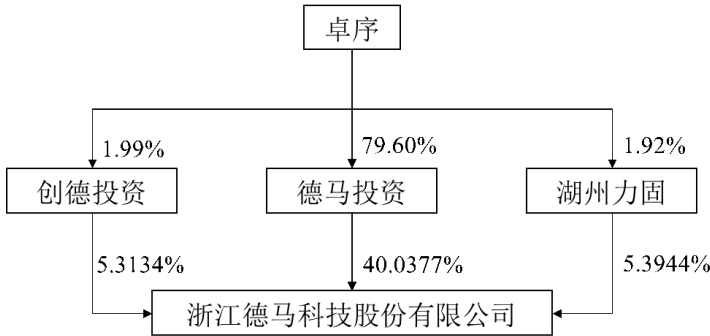 卓序
1.99%
79.60%
1.92%
创德投资
德马投资
湖州力固
5.3134%
40.0377%
5.3944%
浙江德马科技股份有限公司